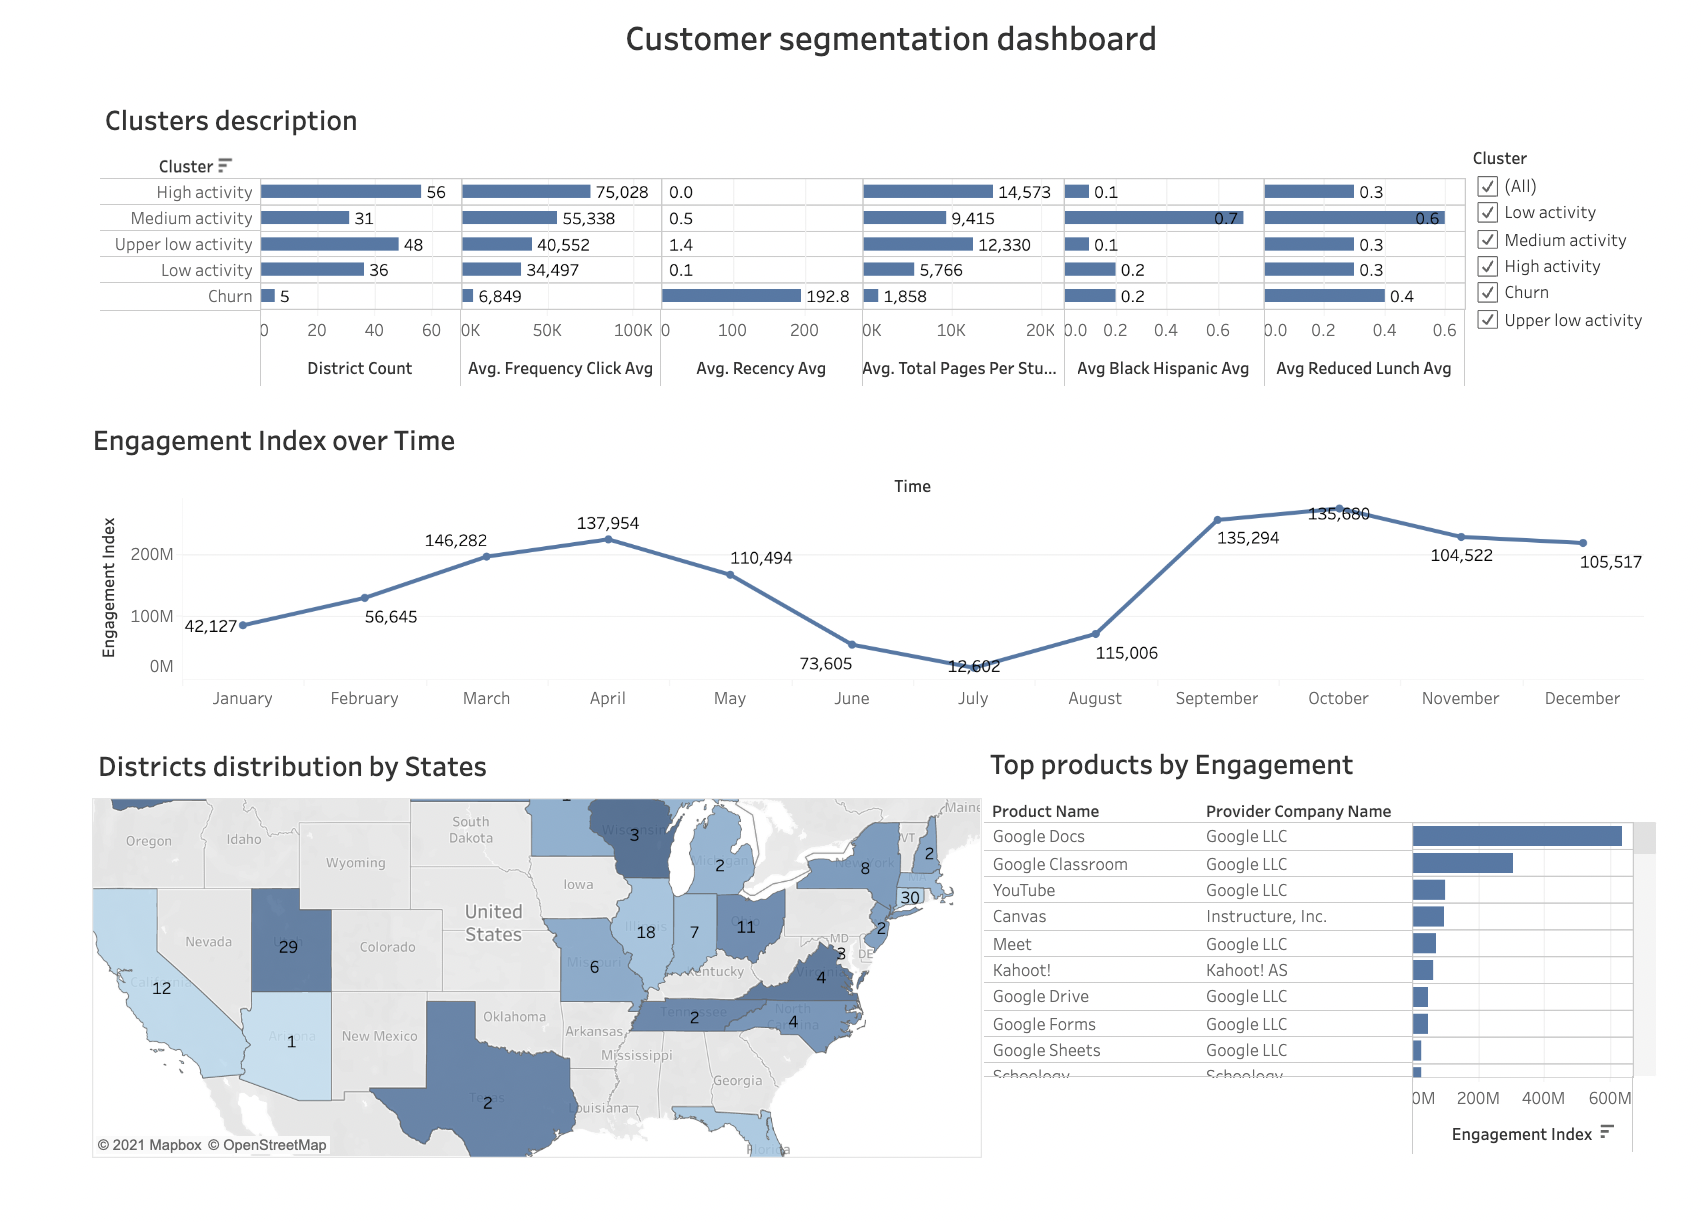 Customer segmentation dashboard
Clusters description
Cluster
High activity 56 75,028 0.0 14,573 0.1 0.3
Medium activity 31 55,338 0.5 9,415 0.7 0.6
Upper low activity 48 40,552 1.4 12,330 0.1 0.3
Low activity 36 34,497 0.1 5,766 0.2 0.3
Churn 5 6,849 192.8 1,858 0.2 0.4
0 20 40 60 0K 50K 100K 0 100 200 0K 10K 20K 0.0 0.2 0.4 0.6 0.0 0.2 0.4 0.6
District Count Avg. Frequency Click Avg Avg. Recency Avg Avg. Total Pages Per Stu... Avg Black Hispanic Avg Avg Reduced Lunch Avg
Cluster
(All)
Low activity
Medium activity
High activity
Churn
Upper low activity
Engagement Index over Time
Time
Engagement Index
200M
100M
0M
42,127
56,645
146,282
137,954
110,494
73,605
12,602
115,006
135,294
135,680
104,522
105,517
January February March April May June July August September October November December
Districts distribution by States
Oregon
Idaho
Wyoming
South
Dakota
Wisconsin
3
Michigan
2
New York
8
VT
2
Maine
30
Iowa
Nevada
Utah
29
Colorado
United
States
Illinois
18
7
Ohio
11
2
MD
3
DE
California
12
Missouri
6
Kentucky
Virginia
4
Arizona
1
New Mexico
Oklahoma
Arkansas
Tennessee
2
North
Carolina
4
Mississippi
Georgia
Texas
2
Louisiana
Florida
© 2021 Mapbox © OpenStreetMap
Top products by Engagement
Product Name Provider Company Name
Google Docs Google LLC
Google Classroom Google LLC
YouTube Google LLC
Canvas Instructure, Inc.
Meet Google LLC
Kahoot! Kahoot! AS
Google Drive Google LLC
Google Forms Google LLC
Google Sheets Google LLC
Schoology Schoology
0M 200M 400M 600M
Engagement Index